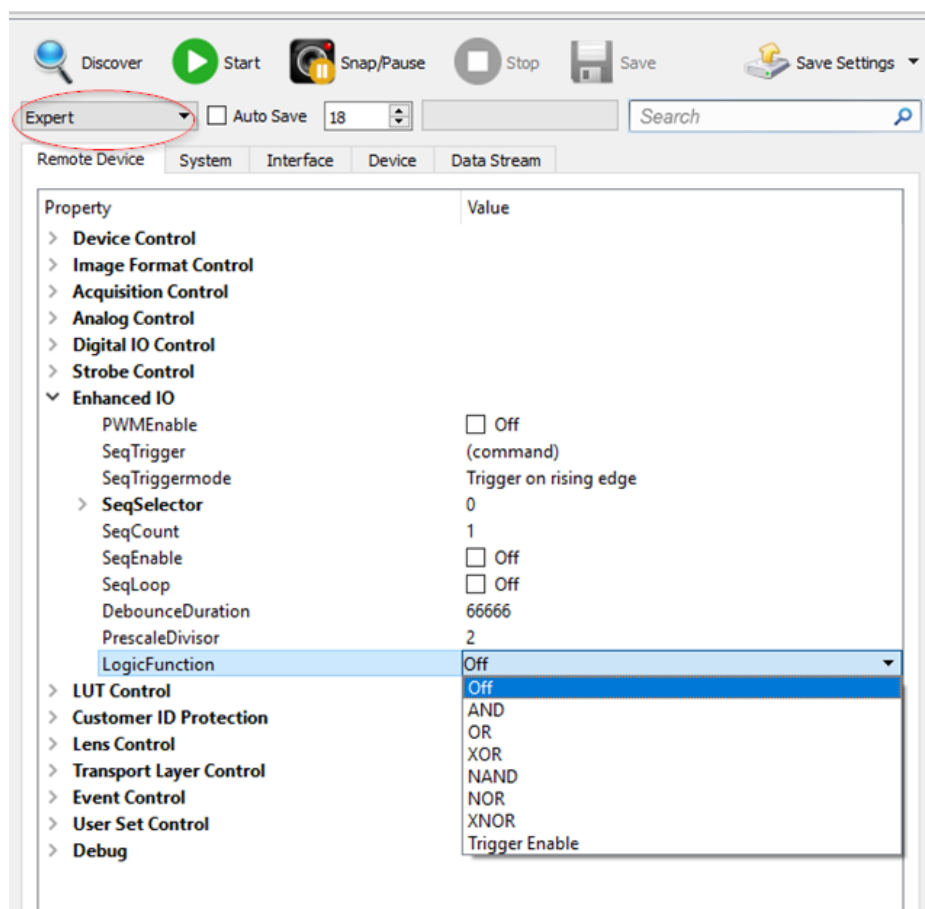 Discover Start Snap/Pause Stop Save Save Settings
Expert Auto Save 18 Search
Remote Device System Interface Device Data Stream
Property Value
Device Control
Image Format Control
Acquisition Control
Analog Control
Digital IO Control
Strobe Control
Enhanced IO
PWMEnable Off
SeqTrigger (command)
SeqTriggermode Trigger on rising edge
SeqSelector 0
SeqCount 1
SeqEnable Off
SeqLoop Off
DebounceDuration 66666
PrescaleDivisor 2
LogicFunction Off
LUT Control Off
Customer ID Protection AND
OR
Lens Control XOR
Transport Layer Control NAND
Event Control NOR
User Set Control XNOR
Debug Trigger Enable